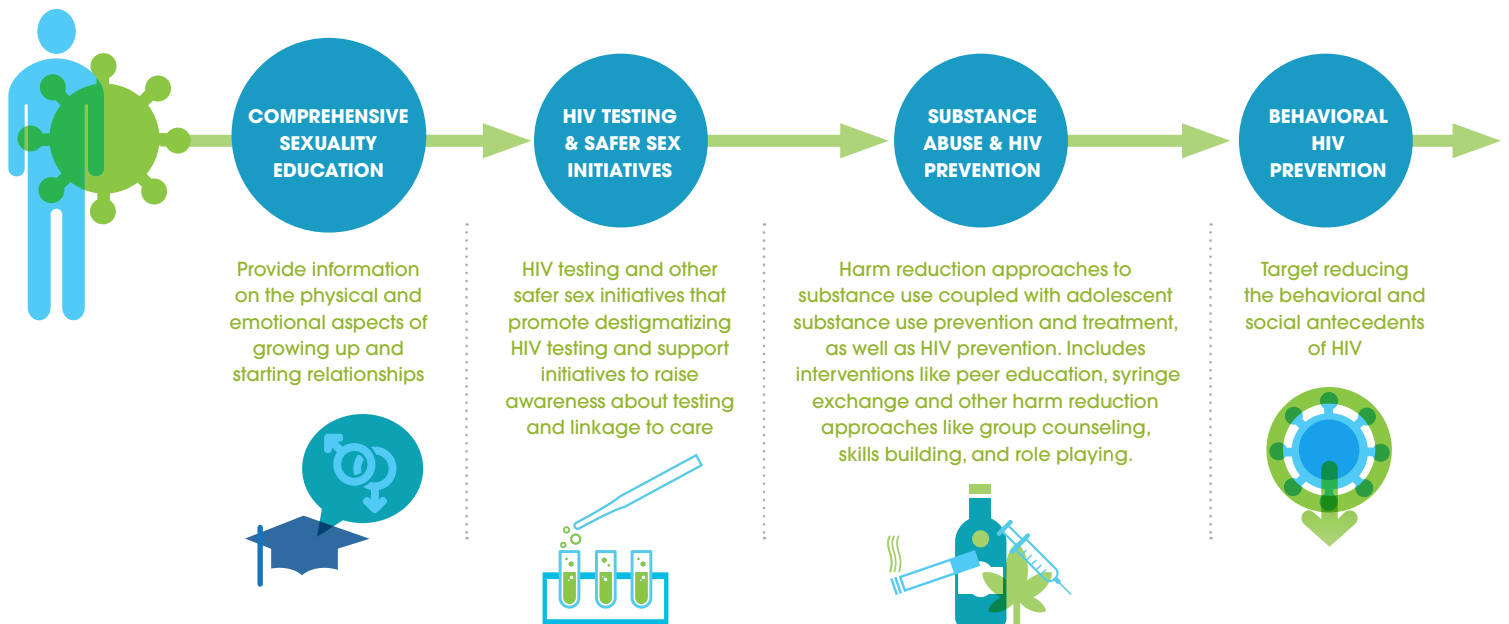 COMPREHENSIVE
SEXUALITY
EDUCATION
Provide information
on the physical and
emotional aspects of
growing up and
starting relationships
HIV TESTING
& SAFER SEX
INITIATIVES
HIV testing and other
safer sex initiatives that
promote destigmatizing
HIV testing and support
initiatives to raise
awareness about testing
and linkage to care
SUBSTANCE
ABUSE & HIV
PREVENTION
Harm reduction approaches to
substance use coupled with adolescent
substance use prevention and treatment,
as well as HIV prevention. Includes
interventions like peer education, syringe
exchange and other harm reduction
approaches like group counseling,
skills building, and role playing.
BEHAVIORAL
HIV
PREVENTION
Target reducing
the behavioral and
social antecedents
of HIV